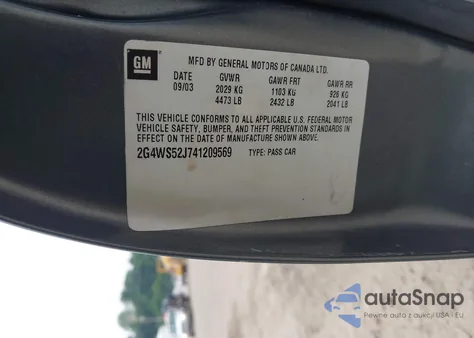 GM
MFD BY GENERAL MOTORS OF CANADA LTD.
DATE GVWR GAWR FRT GAWR RR
09/03 2029 KG 1103 KG 926 KG
4473 LB 2432 LB 2041 LB
THIS VEHICLE CONFORMS TO ALL APPLICABLE U.S. FEDERAL MOTOR
VEHICLE SAFETY, BUMPER, AND THEFT PREVENTION STANDARDS IN
EFFECT ON THE DATE OF MANUFACTURE SHOWN ABOVE.
2G4WS52J741209569 TYPE: PASS CAR
autoSnap
Pewne auta z aukcji USA i EU